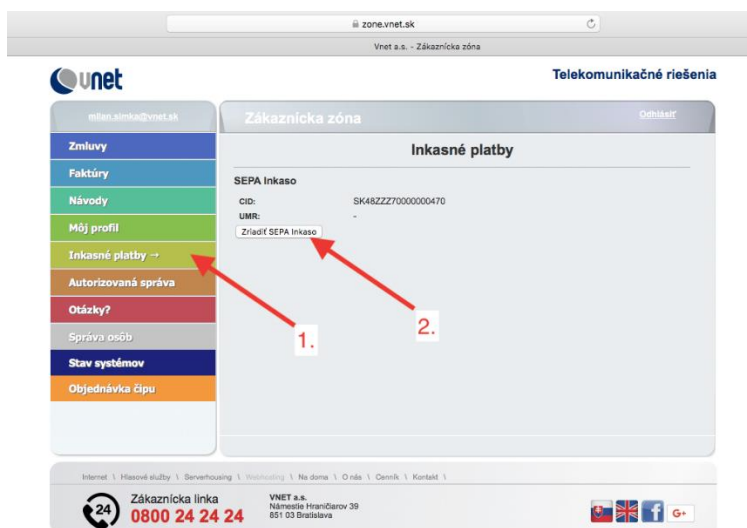 zone.vnet.sk
Vnet a.s. - Zákaznícka zóna
vnet
Telekomunikačné riešenia
milan.simka@vnet.sk
Zákaznícka zóna
Odhlásiť
Zmluvy
Faktúry
Návody
Môj profil
Inkasné platby →
Autorizovaná správa
Otázky?
Správa osôb
Stav systémov
Objednávka čipu
Inkasné platby
SEPA Inkaso
CID: SK48ZZZ70000000470
UMR: -
Zriadiť SEPA Inkaso
1.
2.
Internet \ Hlasové služby \ Serverhousing \ Webhosting \ Na doma \ O nás \ Cenník \ Kontakt \
24
Zákaznícka linka
0800 24 24 24
VNET a.s.
Námestie Hraničiarov 39
851 03 Bratislava
f
G+